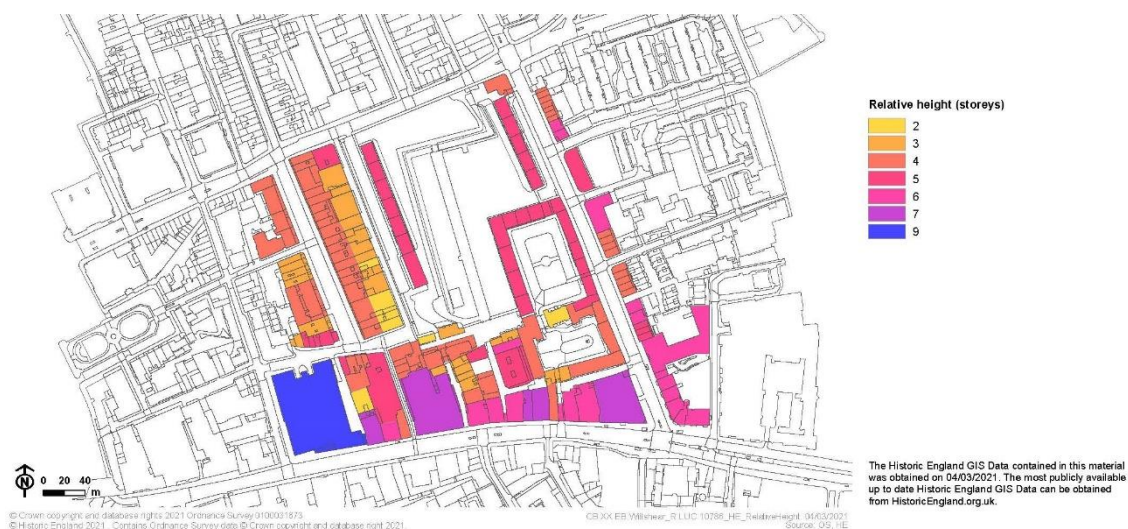 Relative height (storeys)
2
3
4
5
6
7
9
N
0 20 40
/m
The Historic England GIS Data contained in this material
was obtained on 04/03/2021. The most publicly available
up to date Historic England GIS Data can be obtained
from HistoricEngland.org.uk.
© Crown copyright and database rights 2021 Ordnance Survey 0100031673
© Historic England 2021. Contains Ordnance Survey data © Crown copyright and database right 2021.
04/03/2021
Source: OS, HE